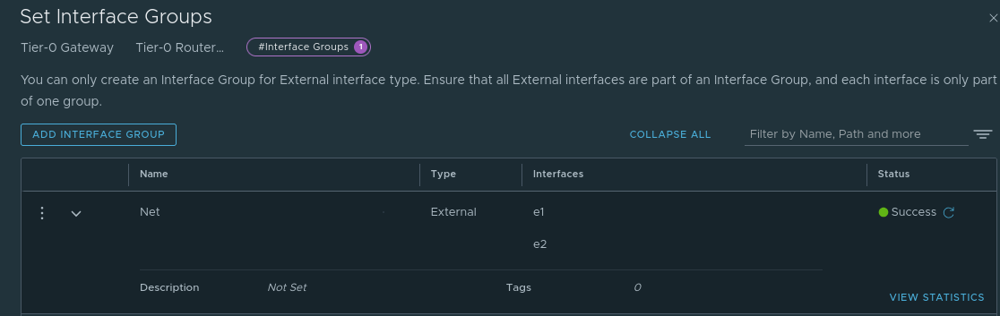 Set Interface Groups
Tier-0 Gateway Tier-0 Router... #Interface Groups 1
You can only create an Interface Group for External interface type. Ensure that all External interfaces are part of an Interface Group, and each interface is only part
of one group.
ADD INTERFACE GROUP COLLAPSE ALL Filter by Name, Path and more
Name Type Interfaces Status
Net External e1 Success
e2
Description Not Set Tags 0
VIEW STATISTICS